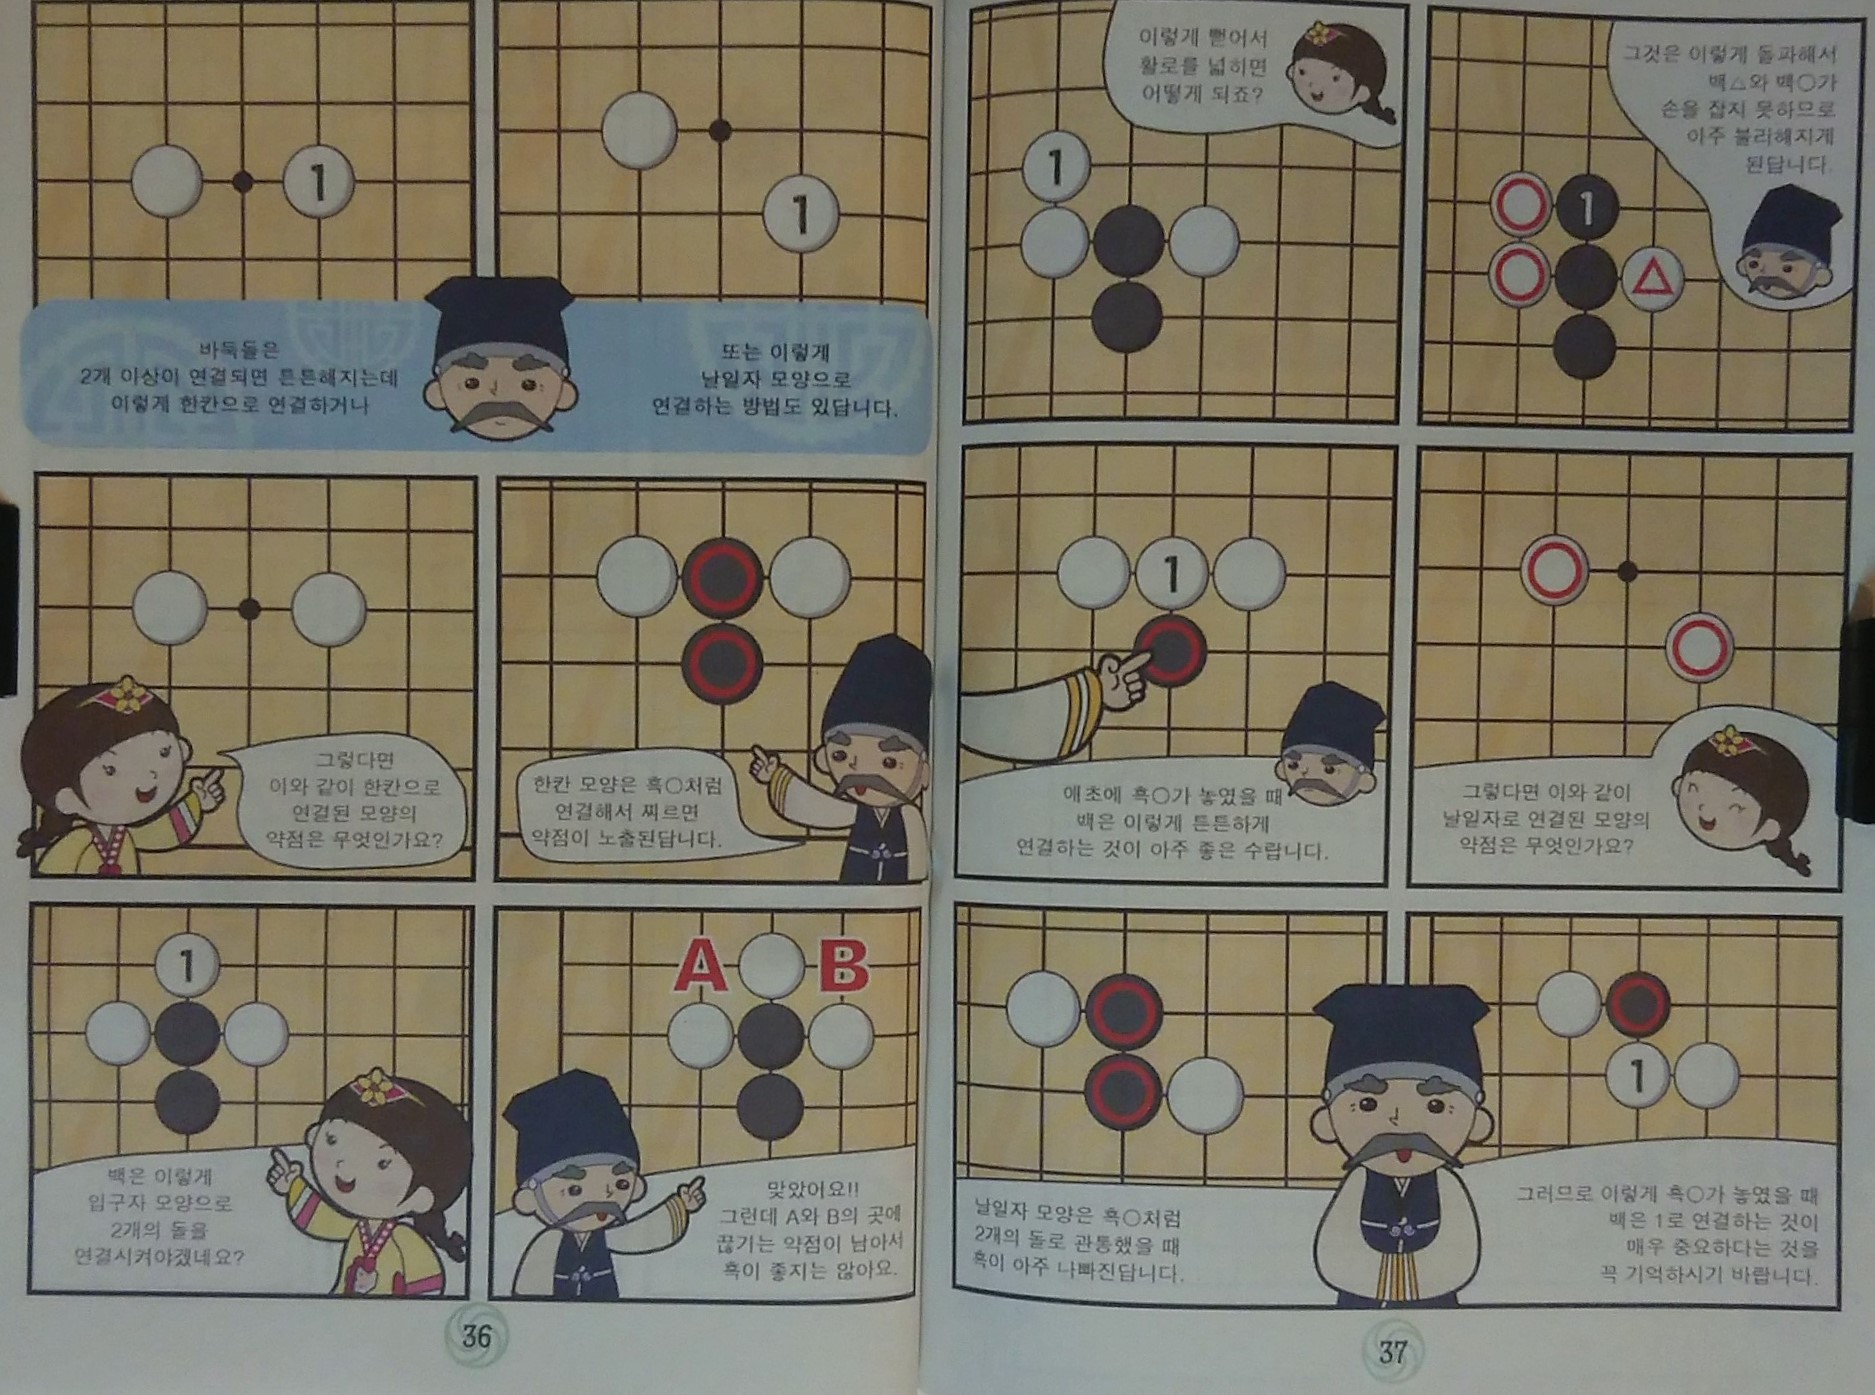 1
1
바둑돌은
2개 이상이 연결되면 튼튼해지는데
이렇게 한칸으로 연결하거나
또는 이렇게
날일자 모양으로
연결하는 방법도 있답니다.
그렇다면
이와 같이 한칸으로
연결된 모양의
약점은 무엇인가요?
한칸 모양은 흑○처럼
연결해서 찌르면
약점이 노출된답니다.
1
백은 이렇게
입구자 모양으로
2개의 돌을
연결시켜야겠네요?
A B
맞았어요!!
그런데 A와 B의 곳에
끊기는 약점이 남아서
흑이 좋지는 않아요.
36
이렇게 뻗어서
활로를 넓히면
어떻게 되죠?
1
그것은 이렇게 돌파해서
백△와 백○가
손을 잡지 못하므로
아주 불리해지게
된답니다.
1
1
애초에 흑○가 놓였을 때
백은 이렇게 튼튼하게
연결하는 것이 아주 좋은 수랍니다.
그렇다면 이와 같이
날일자로 연결된 모양의
약점은 무엇인가요?
날일자 모양은 흑○처럼
2개의 돌로 관통했을 때
흑이 아주 나빠진답니다.
1
그러므로 이렇게 흑○가 놓였을 때
백은 1로 연결하는 것이
매우 중요하다는 것을
꼭 기억하시기 바랍니다.
37